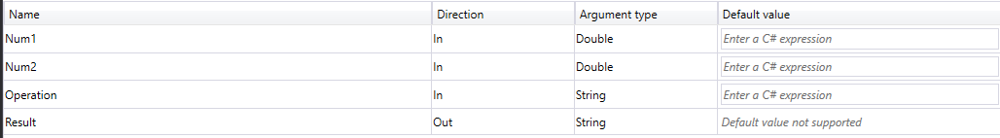 Name Direction Argument type Default value
Num1 In Double Enter a C# expression
Num2 In Double Enter a C# expression
Operation In String Enter a C# expression
Result Out String Default value not supported